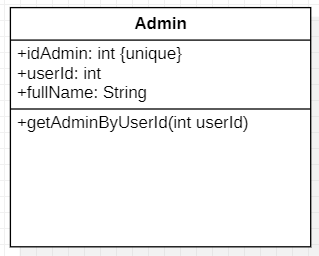 Admin
+idAdmin: int {unique}
+userId: int
+fullName: String
+getAdminByUserId(int userId)